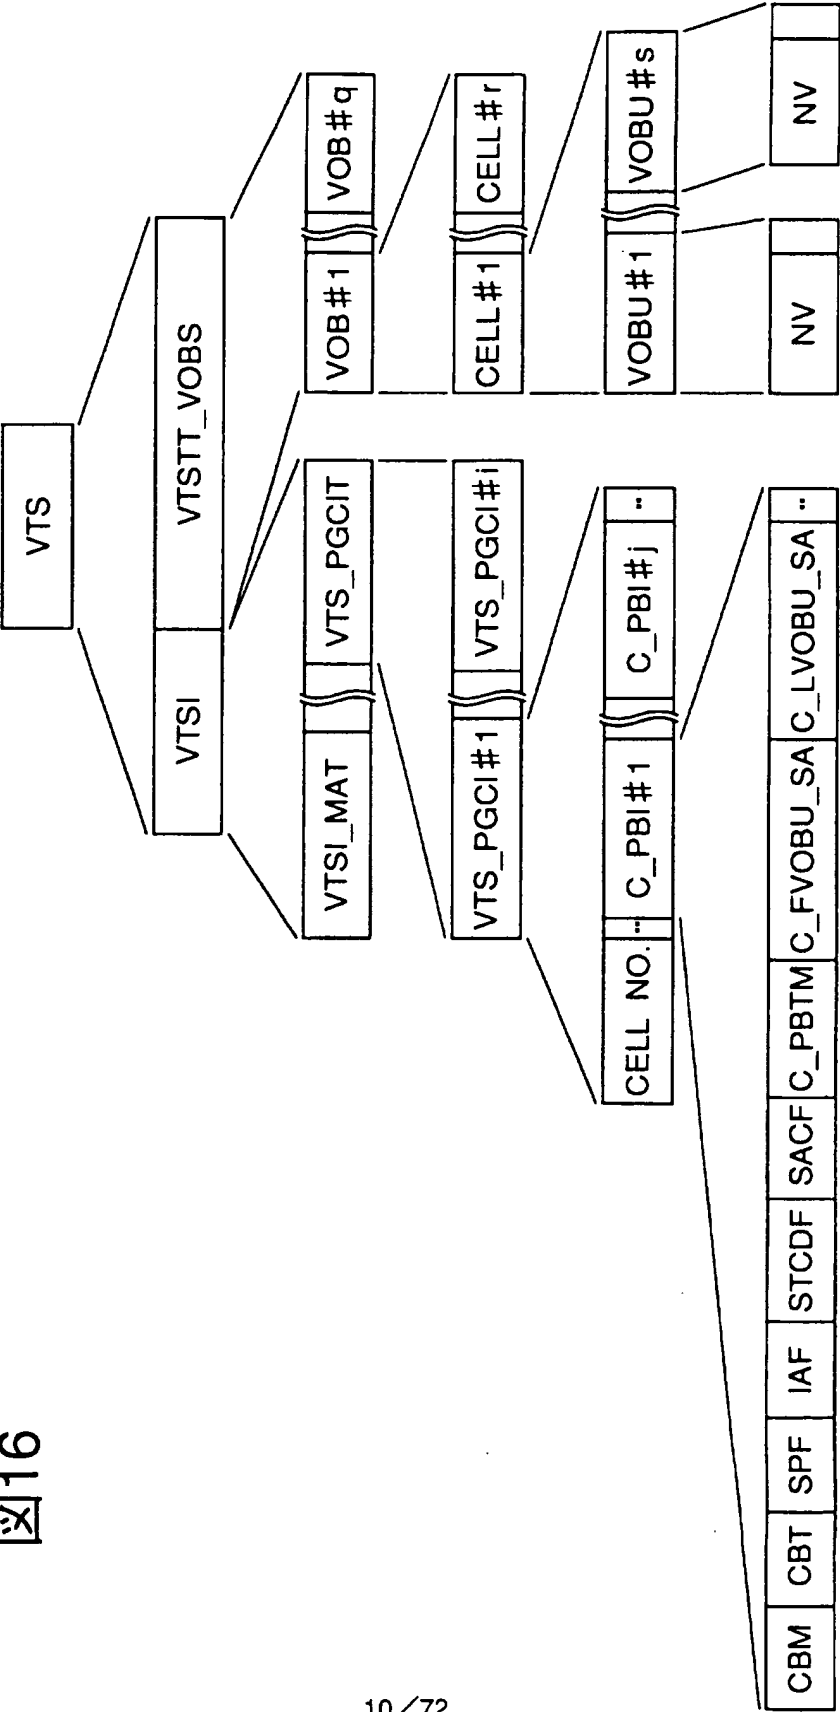 図16
VTS
VTSI VTSTT_VOBS
VTSI_MAT VTS_PGCIT VOB#1 VOB#q
VTS_PGCI#1 VTS_PGCI#i CELL#1 CELL#r
CELL NO. ‥ C_PBI#1 C_PBI#j ‥ VOBU#1 VOBU#s
CBM CBT SPF IAF STCDF SACF C_PBTM C_FVOBU_SA C_LVOBU_SA ‥ NV NV
10/72